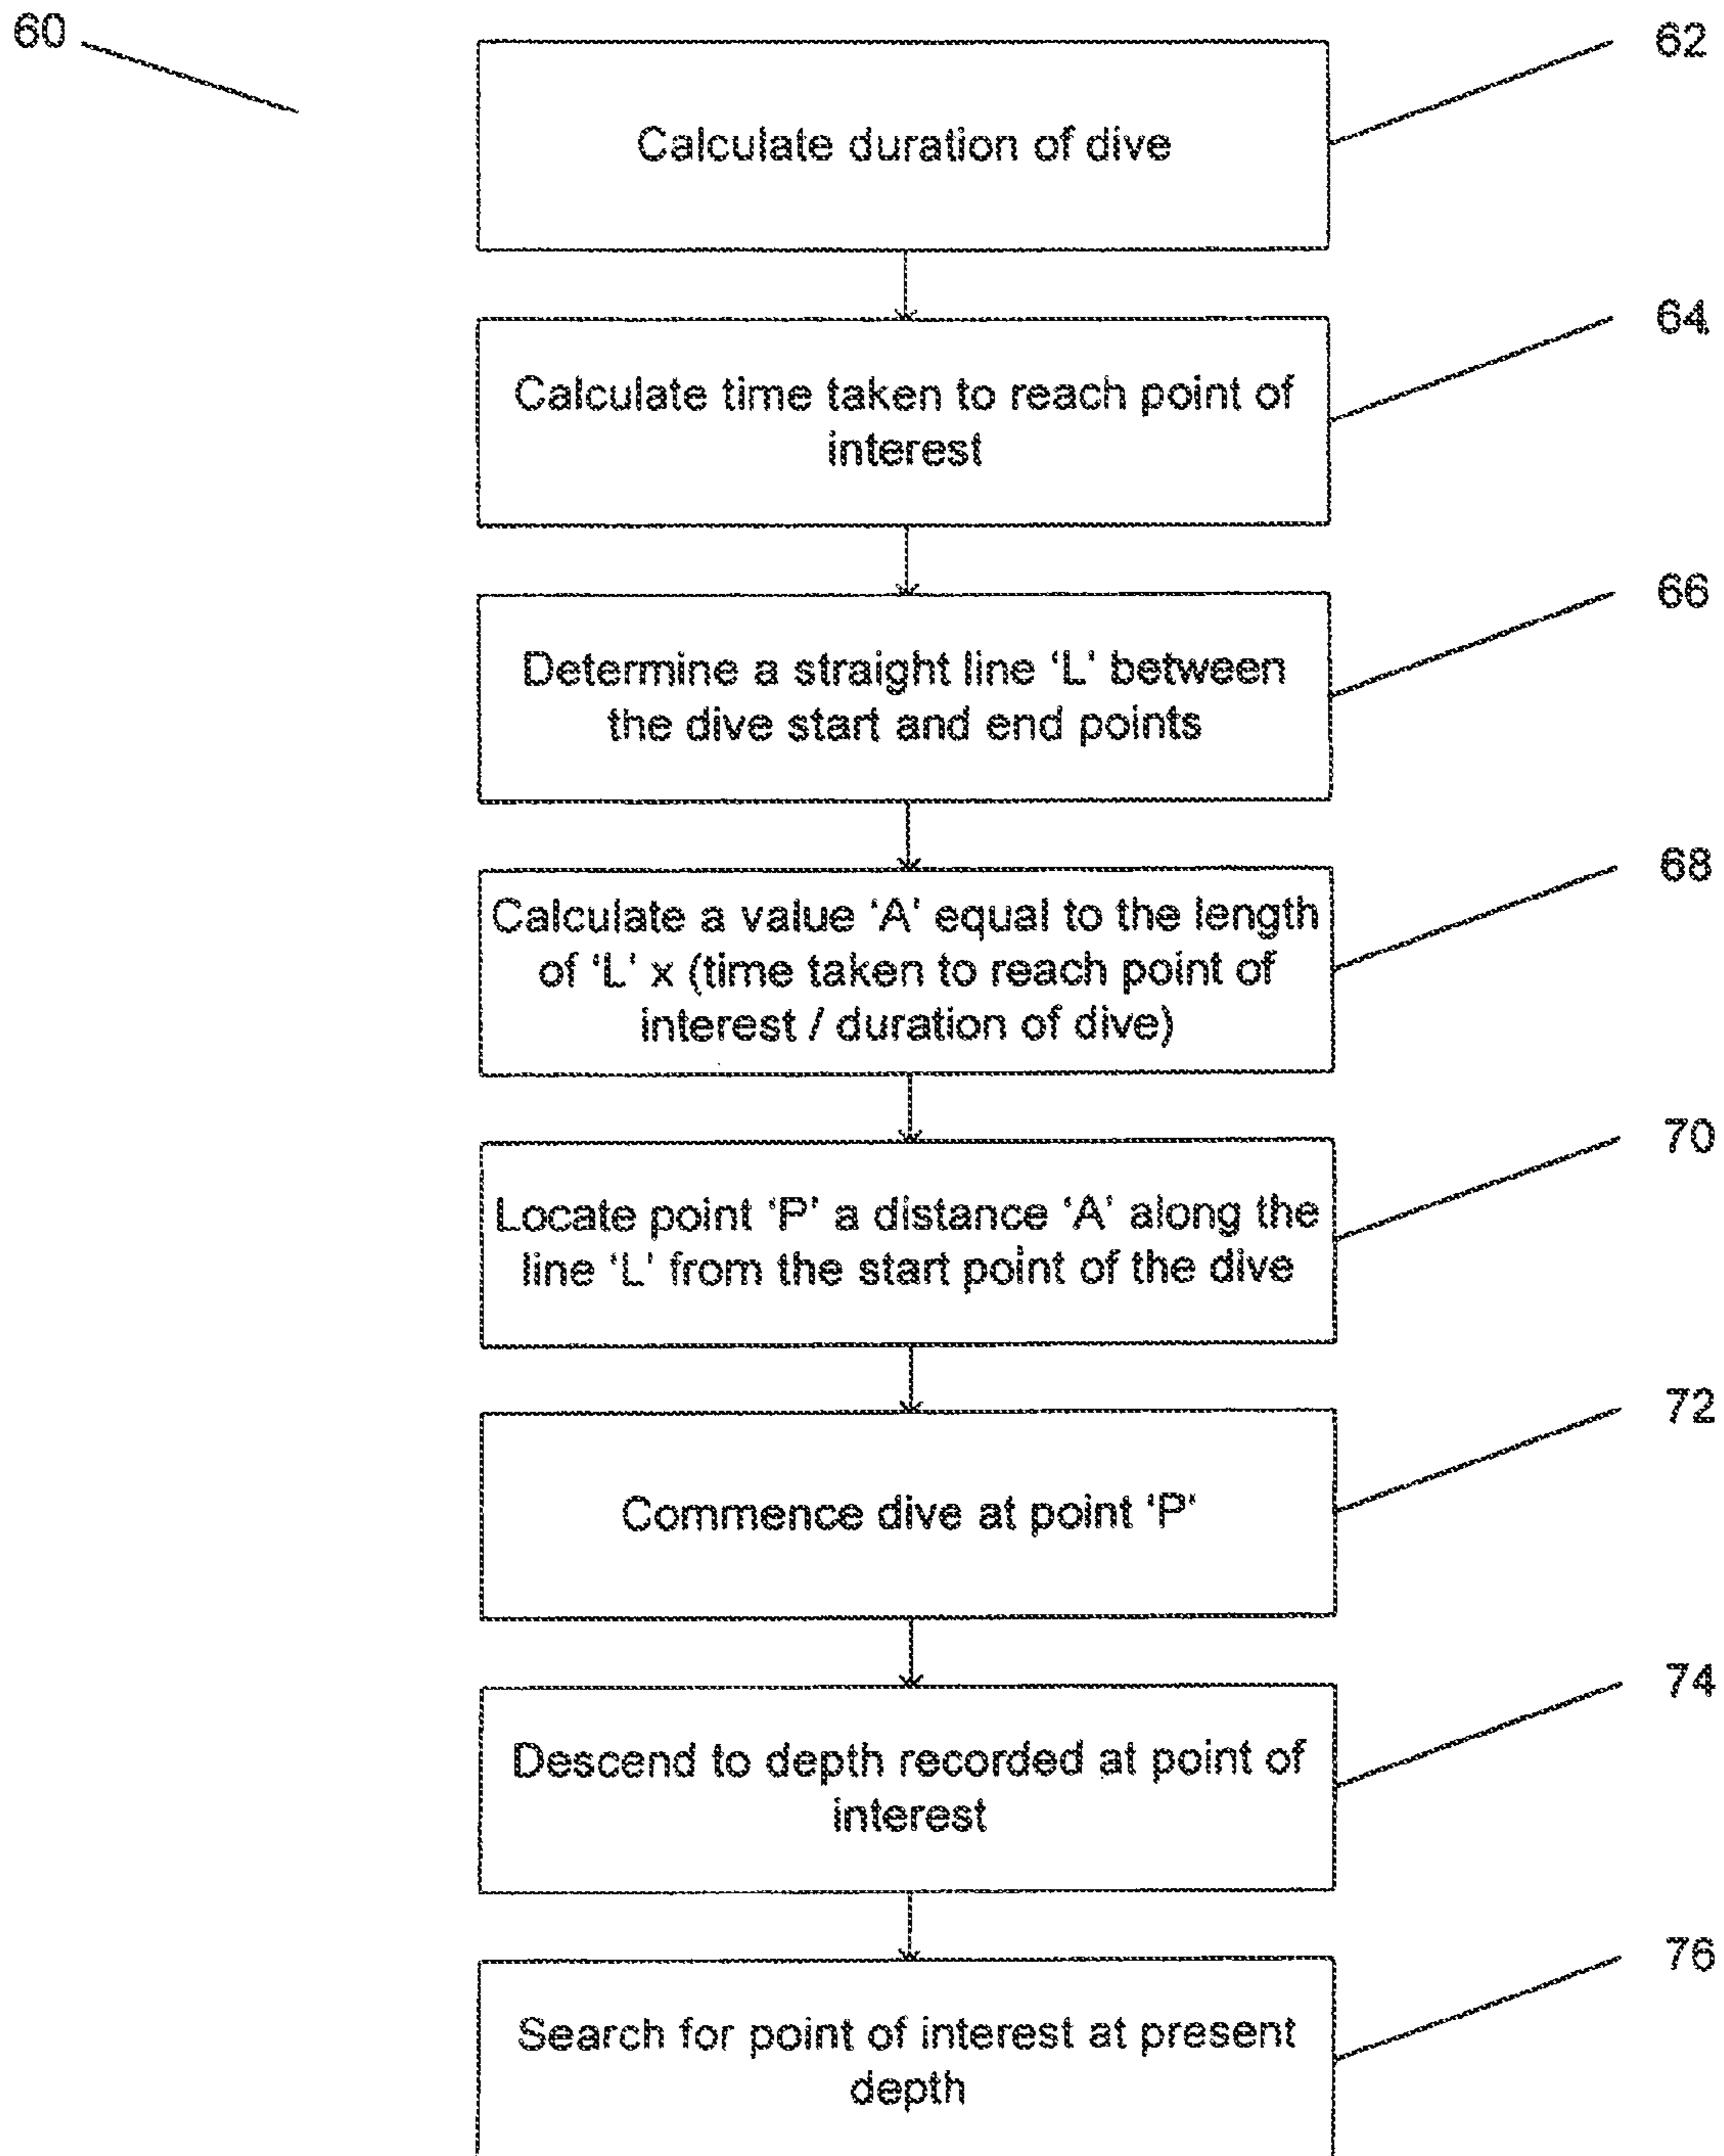 60
62
Calculate duration of dive
64
Calculate time taken to reach point of
interest
66
Determine a straight line ‘L‘ between
the dive start and end points
68
Calculate a value ‘A‘ equal to the length
of ‘L‘ x (time taken to reach point of
interest / duration of dive)
70
Locate point ‘P‘ a distance ‘A‘ along the
line ‘L‘ from the start point of the dive
72
Commence dive at point ‘P‘
74
Descend to depth recorded at point of
interest
76
Search for point of interest at present
depth